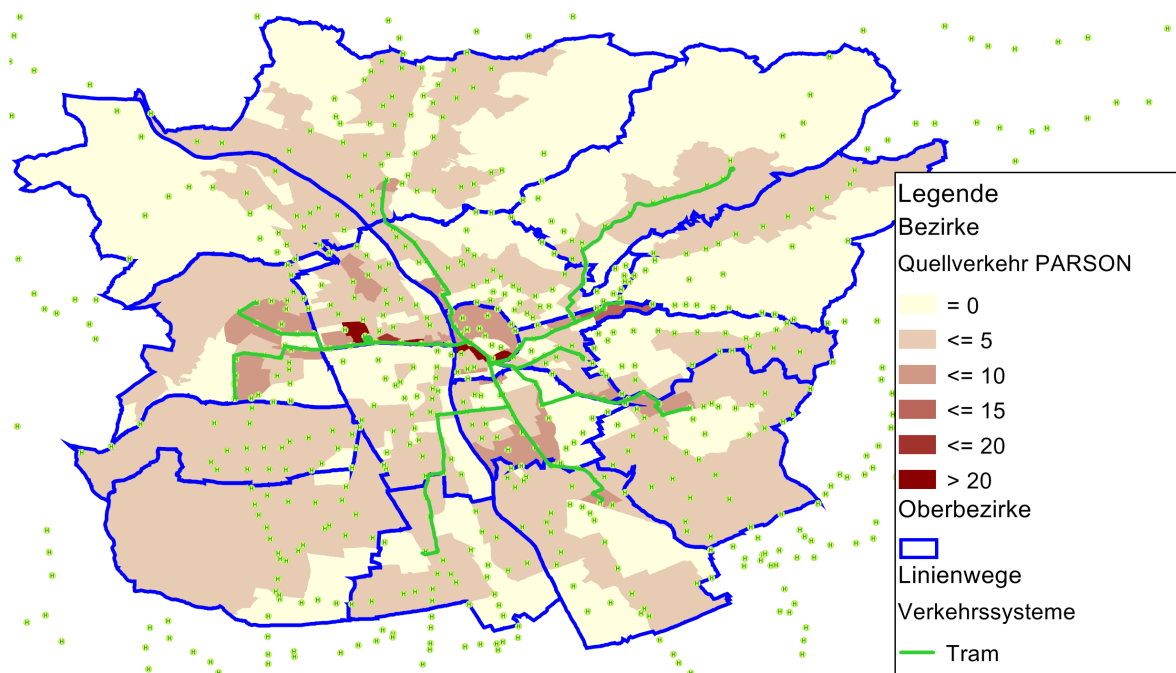 Legende
Bezirke
Quellverkehr PARSON
= 0
<= 5
<= 10
<= 15
<= 20
> 20
Oberbezirke
Linienwege
Verkehrssysteme
Tram